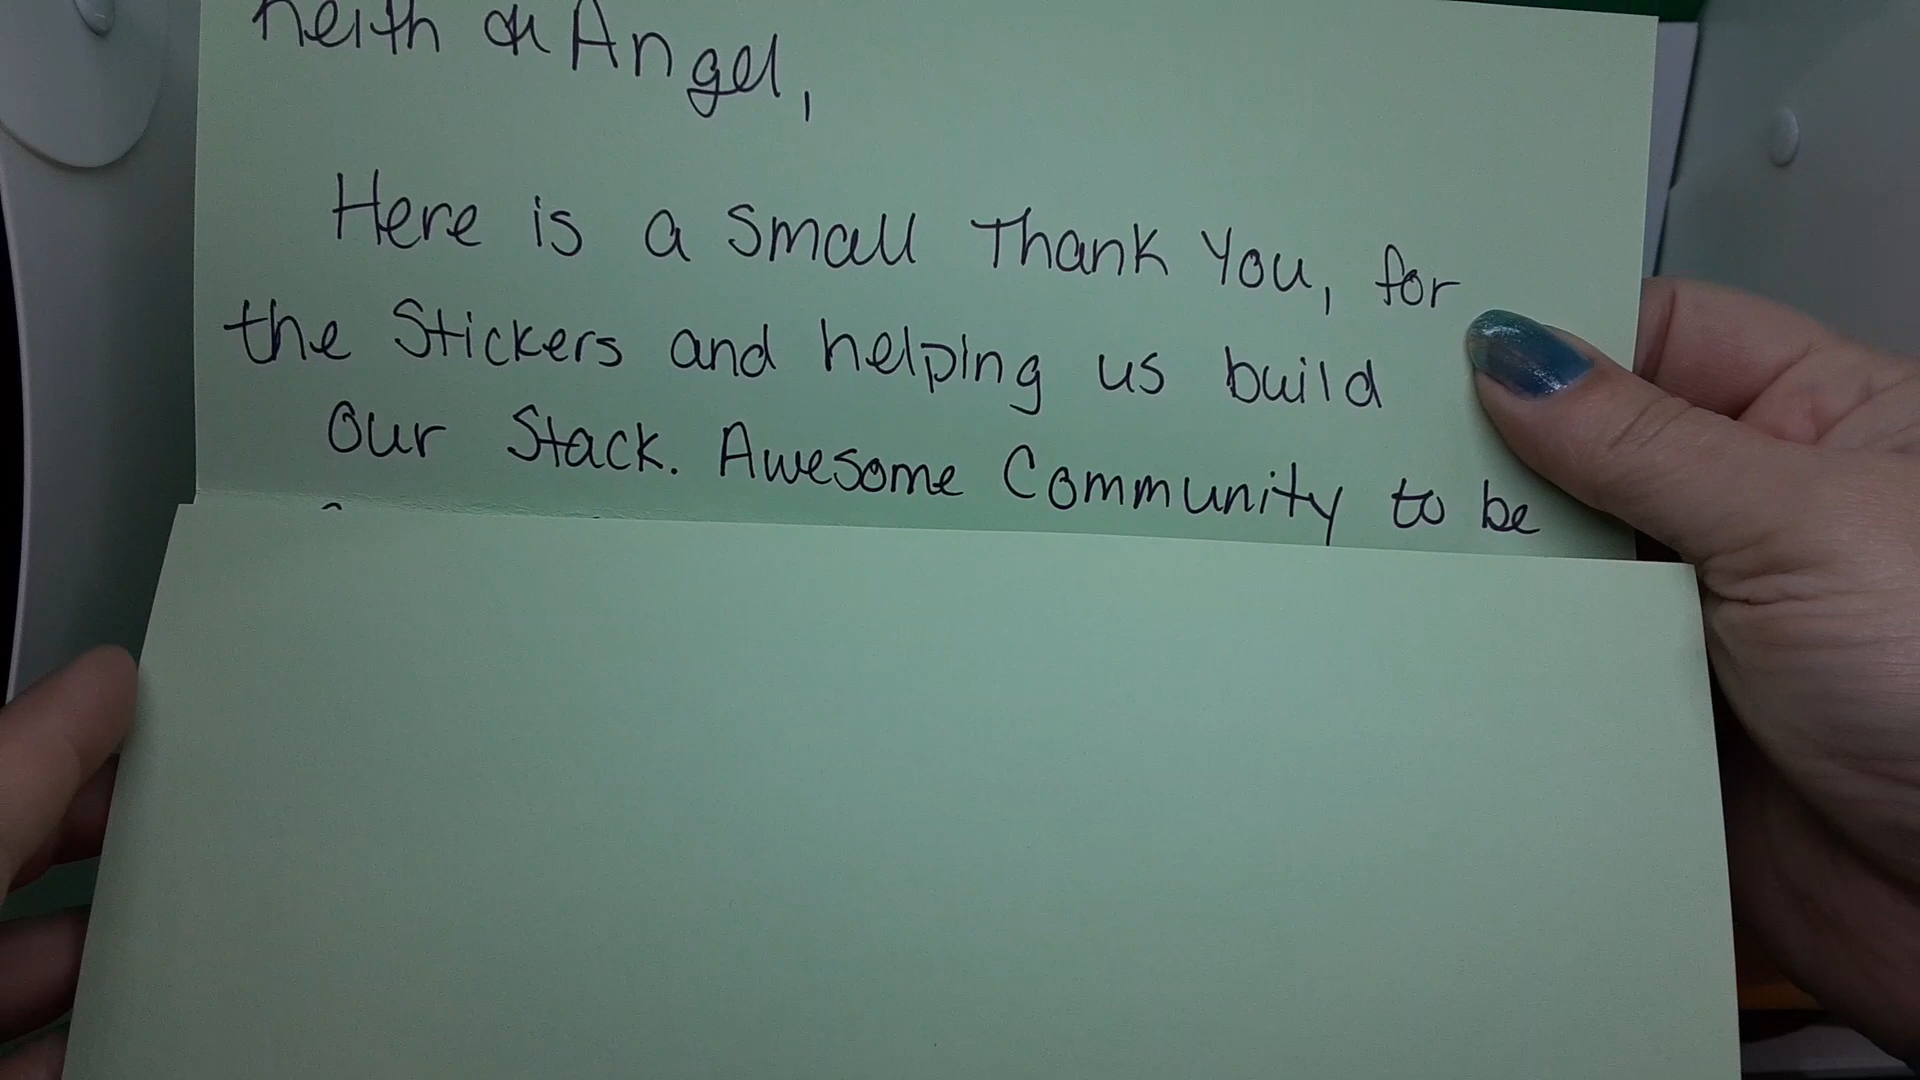 Keith & Angel,
Here is a small Thank You, for
the Stickers and helping us build
our Stack. Awesome Community to be